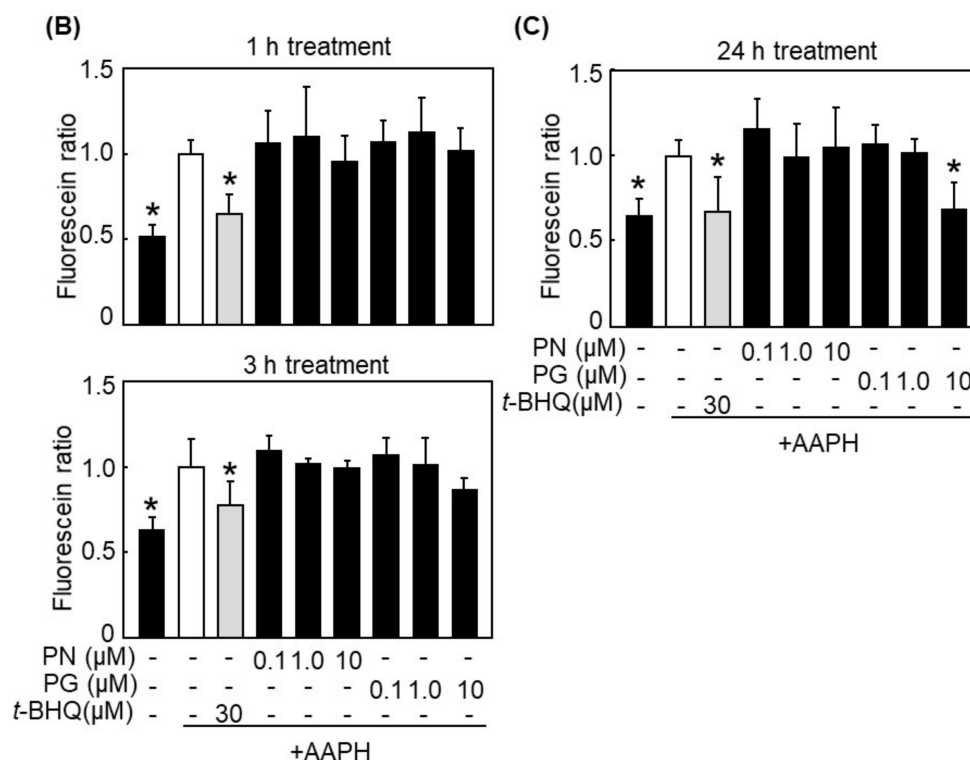 (B)
1 h treatment
Fluorescein ratio
1.5
1.0
0.5
0
* *
3 h treatment
Fluorescein ratio
1.5
1.0
0.5
0
* *
PN (µM) - - - 0.1 1.0 10 - - -
PG (µM) - - - - - - 0.1 1.0 10
t-BHQ(µM) - - 30 - - - - - -
+AAPH
(C)
24 h treatment
Fluorescein ratio
1.5
1.0
0.5
0
* * *
PN (µM) - - - 0.1 1.0 10 - - -
PG (µM) - - - - - - 0.1 1.0 10
t-BHQ(µM) - - 30 - - - - - -
+AAPH